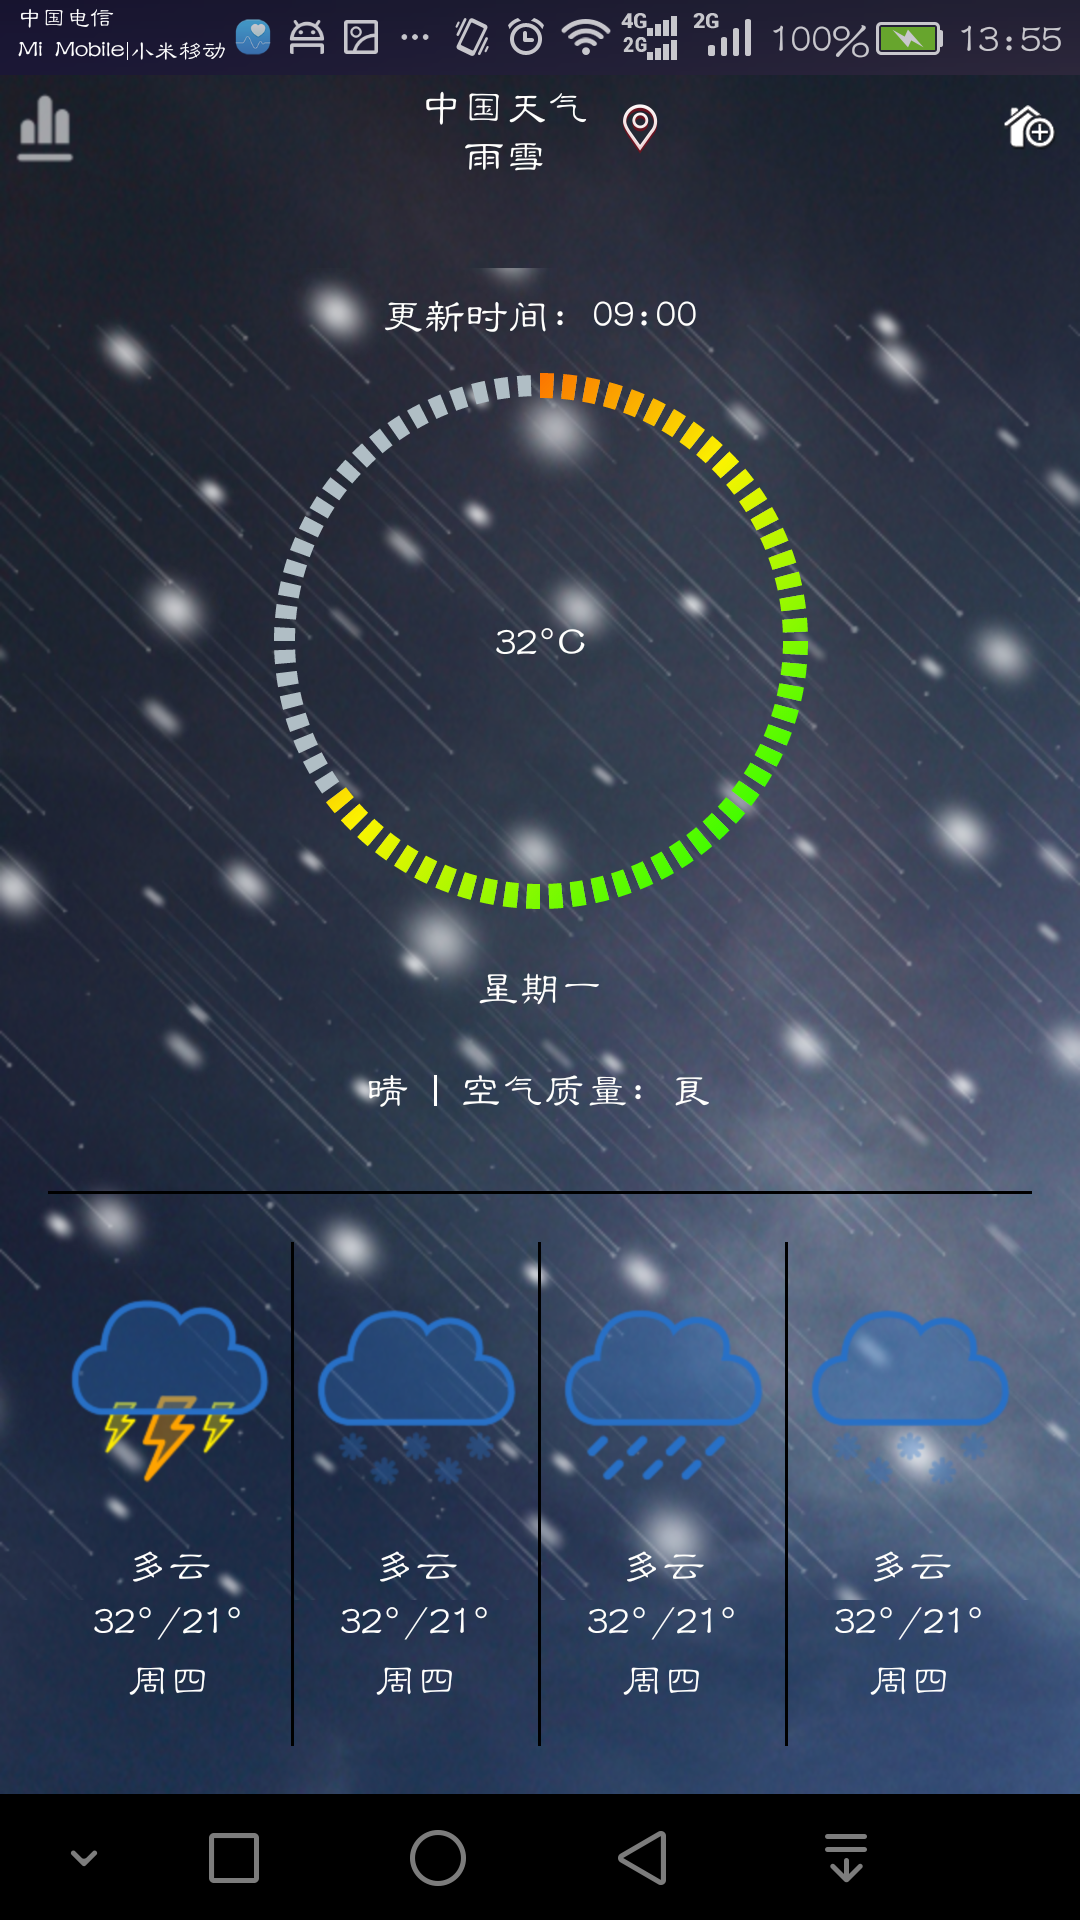 中国电信
Mi Mobile|小米移动
4G
2G
2G
100%
13:55
中国天气
雨雪
更新时间: 09:00
32°C
星期一
晴 | 空气质量: 良
多云 多云 多云 多云
32°/21° 32°/21° 32°/21° 32°/21°
周四 周四 周四 周四